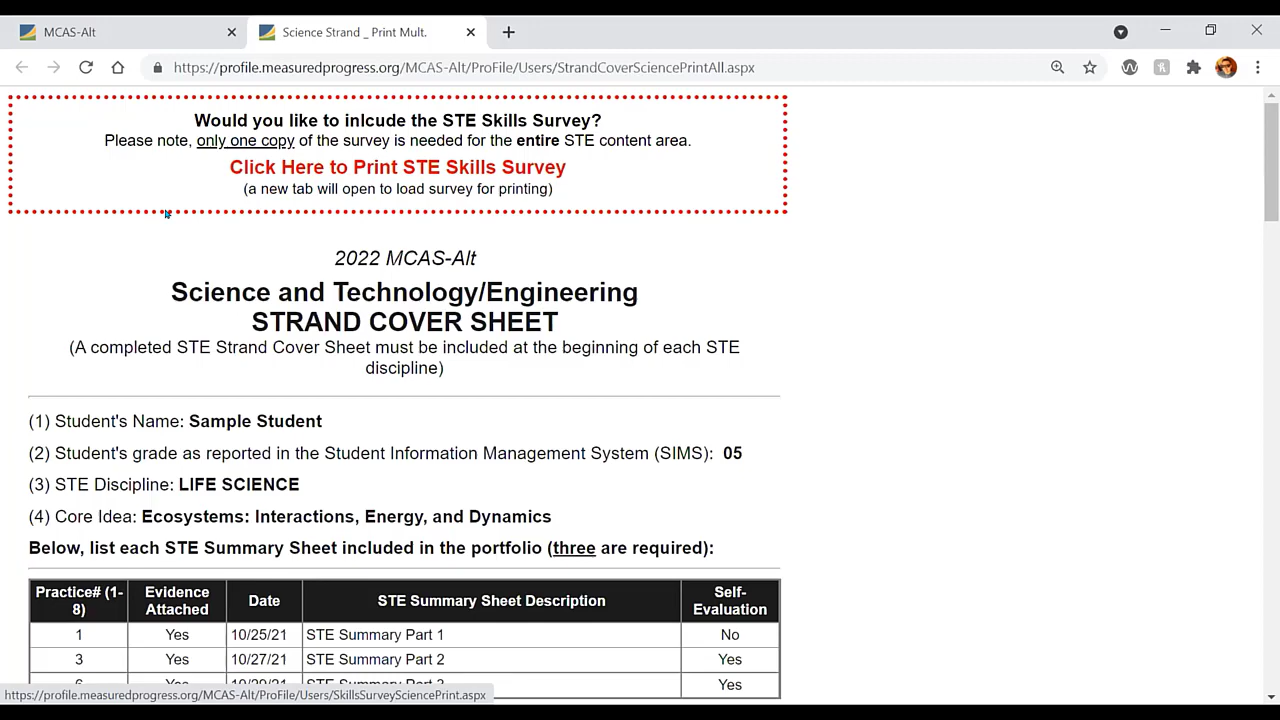 MCAS-Alt
Science Strand _ Print Mult.
https://profile.measuredprogress.org/MCAS-Alt/ProFile/Users/StrandCoverSciencePrintAll.aspx
Would you like to inlcude the STE Skills Survey?
Please note, only one copy of the survey is needed for the entire STE content area.
Click Here to Print STE Skills Survey
(a new tab will open to load survey for printing)
2022 MCAS-Alt
Science and Technology/Engineering
STRAND COVER SHEET
(A completed STE Strand Cover Sheet must be included at the beginning of each STE
discipline)
(1) Student's Name: Sample Student
(2) Student's grade as reported in the Student Information Management System (SIMS): 05
(3) STE Discipline: LIFE SCIENCE
(4) Core Idea: Ecosystems: Interactions, Energy, and Dynamics
Below, list each STE Summary Sheet included in the portfolio (three are required):
Practice# (1-8) Evidence Attached Date STE Summary Sheet Description Self-Evaluation
1 Yes 10/25/21 STE Summary Part 1 No
3 Yes 10/27/21 STE Summary Part 2 Yes
Yes
https://profile.measuredprogress.org/MCAS-Alt/ProFile/Users/SkillsSurveySciencePrint.aspx